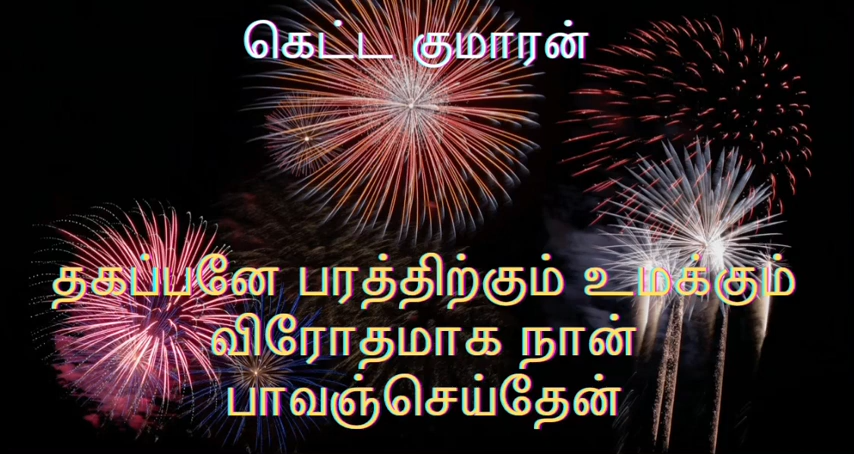 கெட்ட குமாரன்
தகப்பனே பரத்திற்கும் உமக்கும்
விரோதமாக நான்
பாவஞ்செய்தேன்